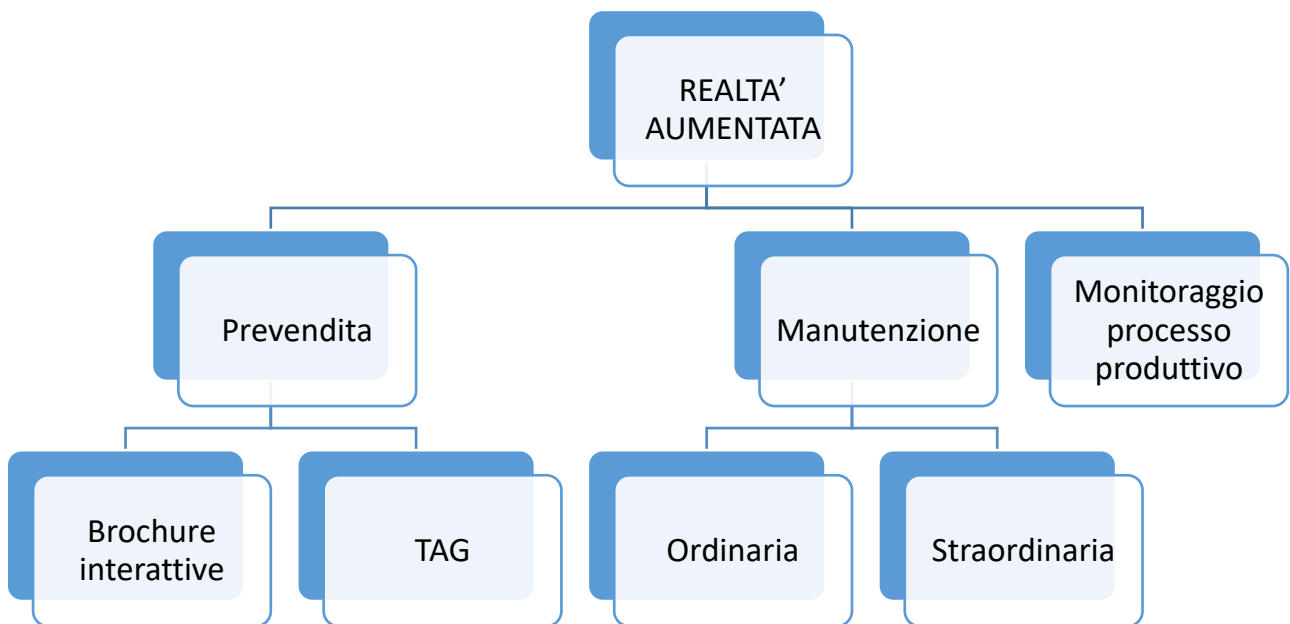 REALTA’
AUMENTATA
Prevendita
Manutenzione
Monitoraggio
processo
produttivo
Brochure
interattive
TAG
Ordinaria
Straordinaria